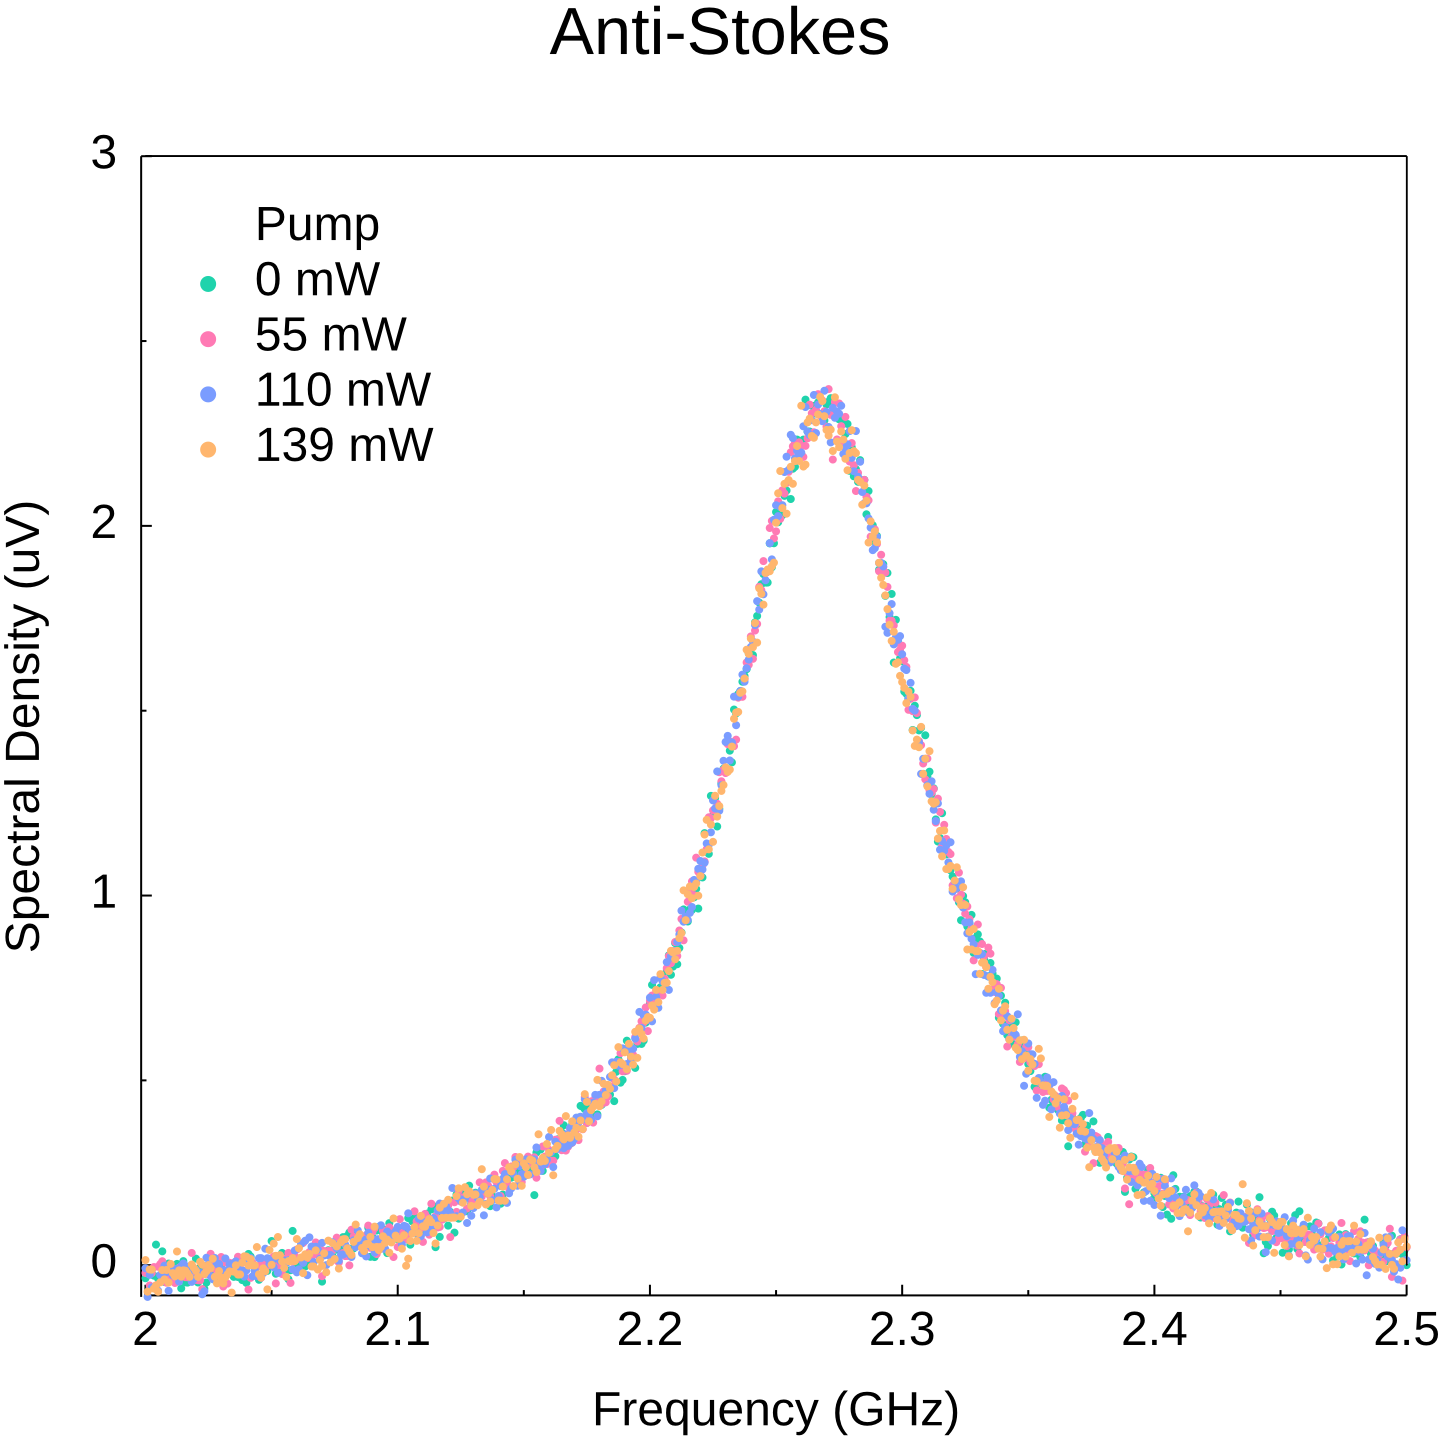 Anti-Stokes
3
Pump
0 mW
55 mW
110 mW
139 mW
2
1
0
Spectral Density (uV)
2
2.1
2.2
2.3
2.4
2.5
Frequency (GHz)